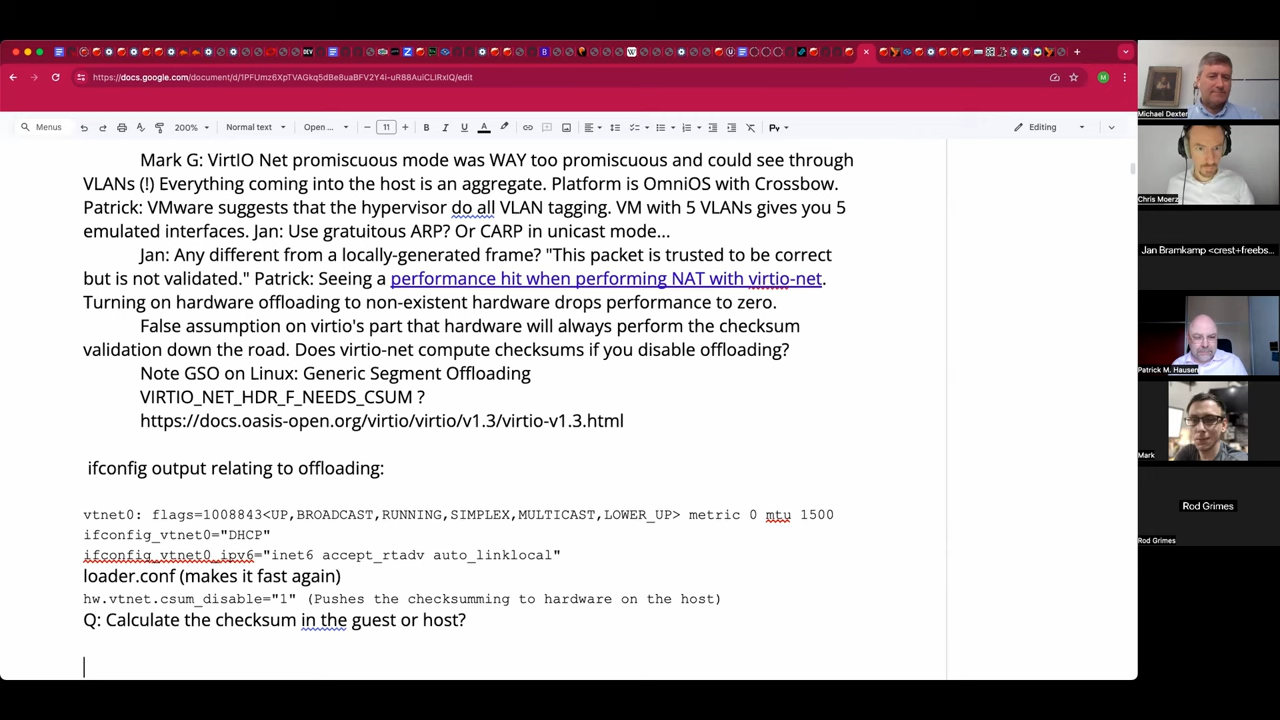 https://docs.google.com/document/d/1PFUmz6XpTVAGkq5dBe8uaBFV2Y4i-uR88AuiCLlRxlQ/edit
Menus
200%
Normal text
Open ...
11
Editing
Mark G: VirtIO Net promiscuous mode was WAY too promiscuous and could see through
VLANs (!) Everything coming into the host is an aggregate. Platform is OmniOS with Crossbow.
Patrick: VMware suggests that the hypervisor do all VLAN tagging. VM with 5 VLANs gives you 5
emulated interfaces. Jan: Use gratuitous ARP? Or CARP in unicast mode...
Jan: Any different from a locally-generated frame? "This packet is trusted to be correct
but is not validated." Patrick: Seeing a performance hit when performing NAT with virtio-net.
Turning on hardware offloading to non-existent hardware drops performance to zero.
False assumption on virtio's part that hardware will always perform the checksum
validation down the road. Does virtio-net compute checksums if you disable offloading?
Note GSO on Linux: Generic Segment Offloading
VIRTIO_NET_HDR_F_NEEDS_CSUM ?
https://docs.oasis-open.org/virtio/virtio/v1.3/virtio-v1.3.html
ifconfig output relating to offloading:
vtnet0: flags=1008843<UP,BROADCAST,RUNNING,SIMPLEX,MULTICAST,LOWER_UP> metric 0 mtu 1500
ifconfig_vtnet0="DHCP"
ifconfig_vtnet0_ipv6="inet6 accept_rtadv auto_linklocal"
loader.conf (makes it fast again)
hw.vtnet.csum_disable="1" (Pushes the checksumming to hardware on the host)
Q: Calculate the checksum in the guest or host?
Michael Dexter
Chris Moerz
Jan Bramkamp <crest+freebs...
Patrick M. Hausen
Mark
Rod Grimes
Rod Grimes